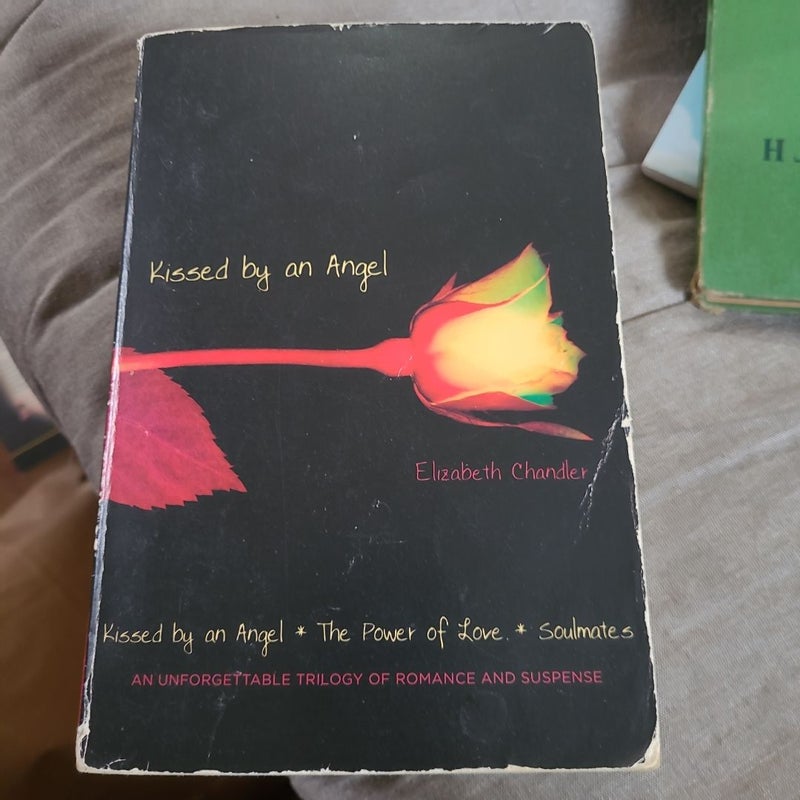 Kissed by an Angel
Elizabeth Chandler
Kissed by an Angel * The Power of Love * Soulmates
AN UNFORGETTABLE TRILOGY OF ROMANCE AND SUSPENSE
H